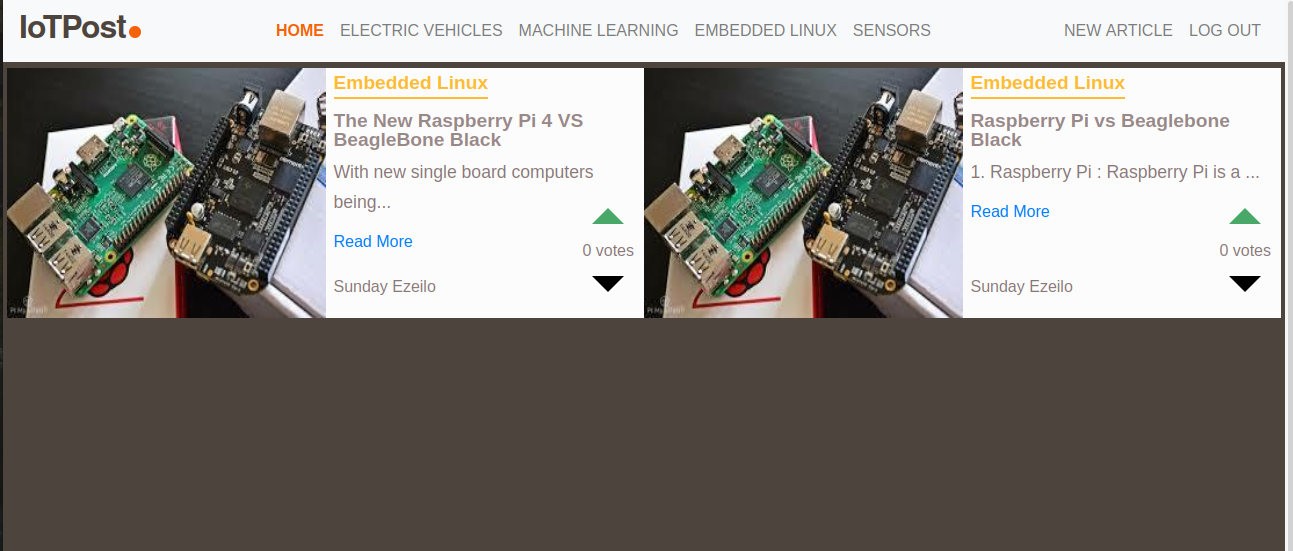 IoTPost
HOME ELECTRIC VEHICLES MACHINE LEARNING EMBEDDED LINUX SENSORS NEW ARTICLE LOG OUT
Embedded Linux
The New Raspberry Pi 4 VS
BeagleBone Black
With new single board computers
being...
Read More
0 votes
Sunday Ezeilo
Embedded Linux
Raspberry Pi vs Beaglebone
Black
1. Raspberry Pi : Raspberry Pi is a ...
Read More
0 votes
Sunday Ezeilo